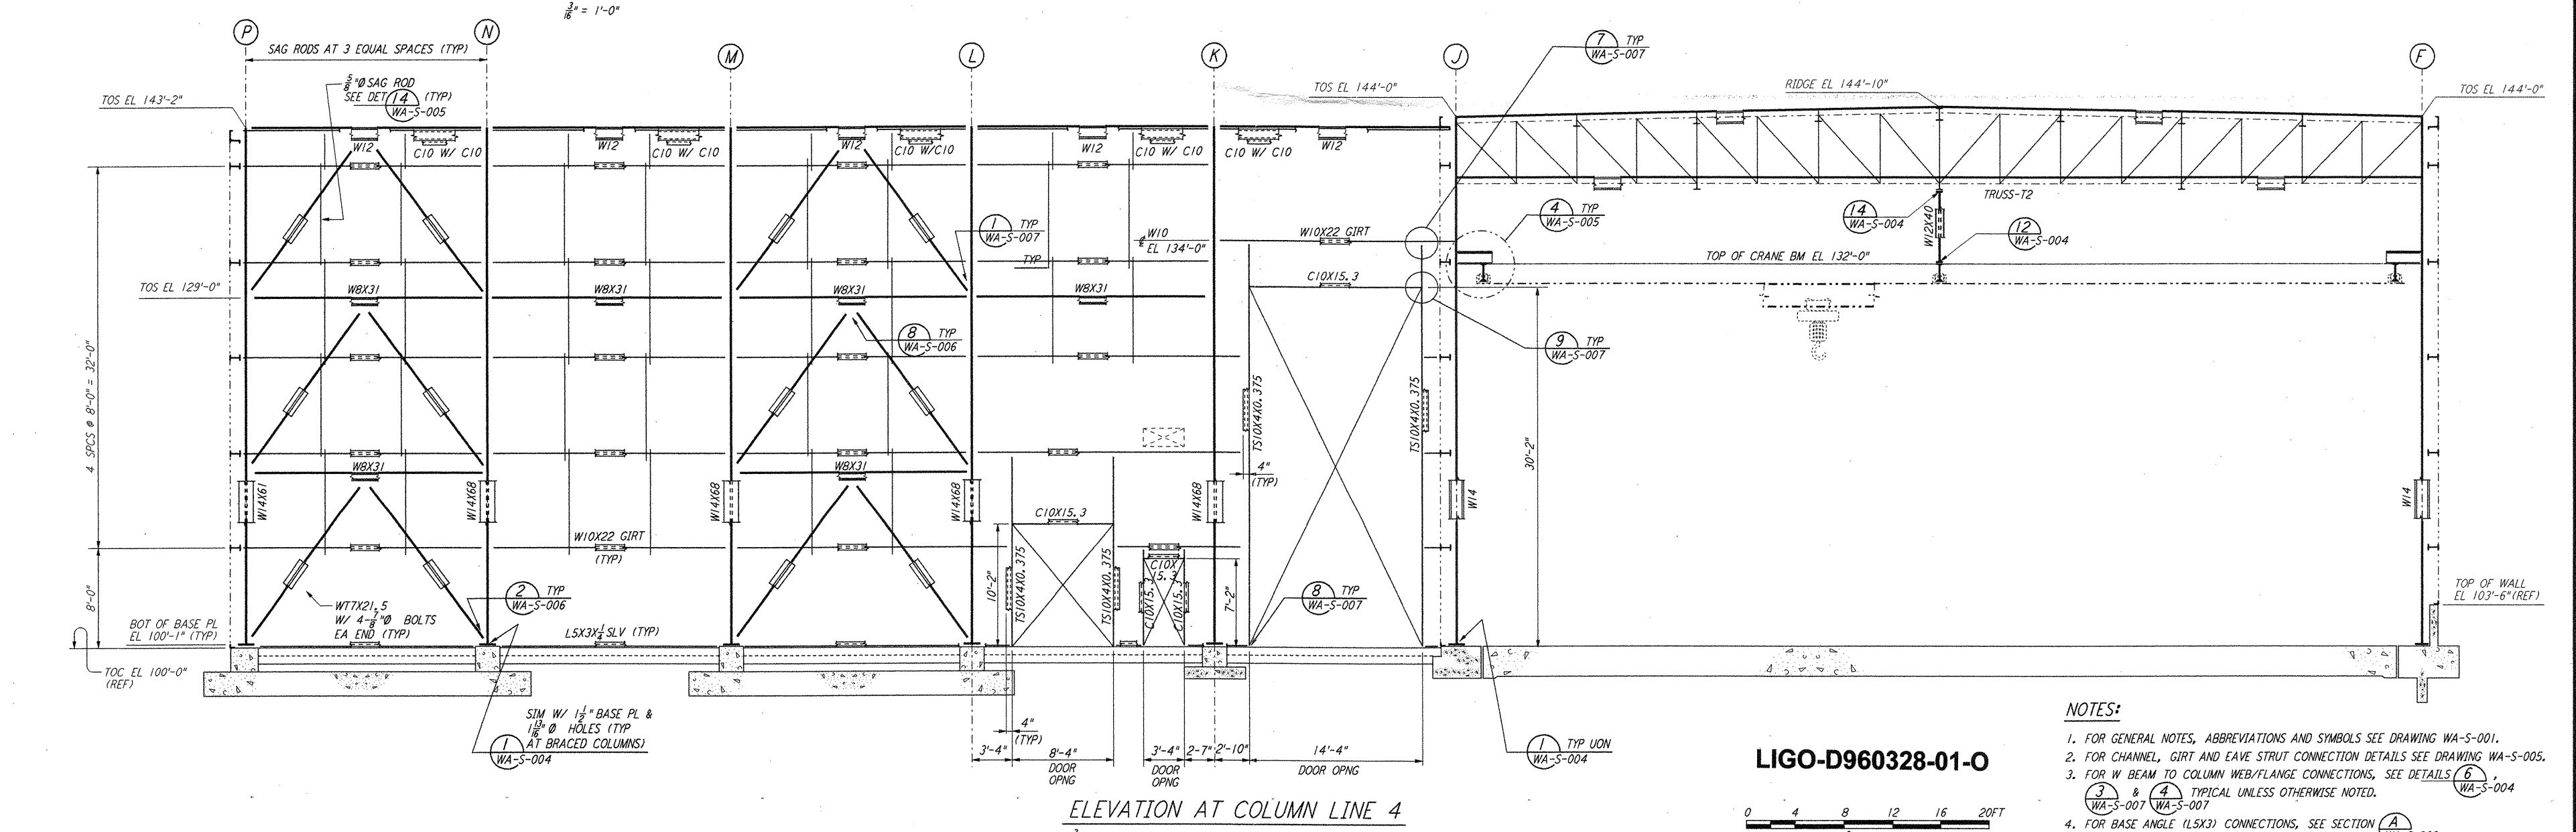 3/16" = 1'-0"
P
N
M
L
K
J
F
SAG RODS AT 3 EQUAL SPACES (TYP)
5/8"Ø SAG ROD
SEE DET 14 (TYP)
WA-S-005
TOS EL 143'-2"
TOS EL 144'-0"
RIDGE EL 144'-10"
TOS EL 144'-0"
7 TYP
WA-S-007
W12
C10 W/ C10
W12
C10 W/ C10
W12
C10 W/C10
W12
C10 W/ C10
C10 W/ C10
W12
TRUSS-T2
1 TYP
WA-S-007
W10
EL 134'-0"
TYP
W10X22 GIRT
4 TYP
WA-S-005
14
WA-S-004
W12X40
12
WA-S-004
TOP OF CRANE BM EL 132'-0"
C10X15.3
TOS EL 129'-0"
W8X31
W8X31
W8X31
W8X31
8 TYP
WA-S-006
9 TYP
WA-S-007
4 SPCS @ 8'-0" = 32'-0"
TS10X4X0.375
TS10X4X0.375
30'-2"
4"
(TYP)
W8X31
W8X31
W14X61
W14X68
W14X68
W14X68
W14X68
W14
W14
C10X15.3
W10X22 GIRT
(TYP)
8'-0"
10'-2"
TS10X4X0.375
TS10X4X0.375
C10X
15.3
C10X15.3
C10X15.3
7'-2"
8 TYP
WA-S-007
2 TYP
WA-S-006
WT7X21.5
W/ 4-7/8"Ø BOLTS
EA END (TYP)
L5X3X1/4 SLV (TYP)
BOT OF BASE PL
EL 100'-1" (TYP)
TOC EL 100'-0"
(REF)
TOP OF WALL
EL 103'-6"(REF)
SIM W/ 1 1/2" BASE PL &
1 13/16" Ø HOLES (TYP
AT BRACED COLUMNS)
1
WA-S-004
4"
(TYP)
3'-4"
8'-4"
DOOR
OPNG
3'-4"
DOOR
OPNG
2'-7"
2'-10"
14'-4"
DOOR OPNG
1 TYP UON
WA-S-004
ELEVATION AT COLUMN LINE 4
LIGO-D960328-01-O
0 4 8 12 16 20FT
NOTES:
1. FOR GENERAL NOTES, ABBREVIATIONS AND SYMBOLS SEE DRAWING WA-S-001.
2. FOR CHANNEL, GIRT AND EAVE STRUT CONNECTION DETAILS SEE DRAWING WA-S-005.
3. FOR W BEAM TO COLUMN WEB/FLANGE CONNECTIONS, SEE DETAILS 6 ,
WA-S-004
3 & 4 TYPICAL UNLESS OTHERWISE NOTED.
WA-S-007 WA-S-007
4. FOR BASE ANGLE (L5X3) CONNECTIONS, SEE SECTION A